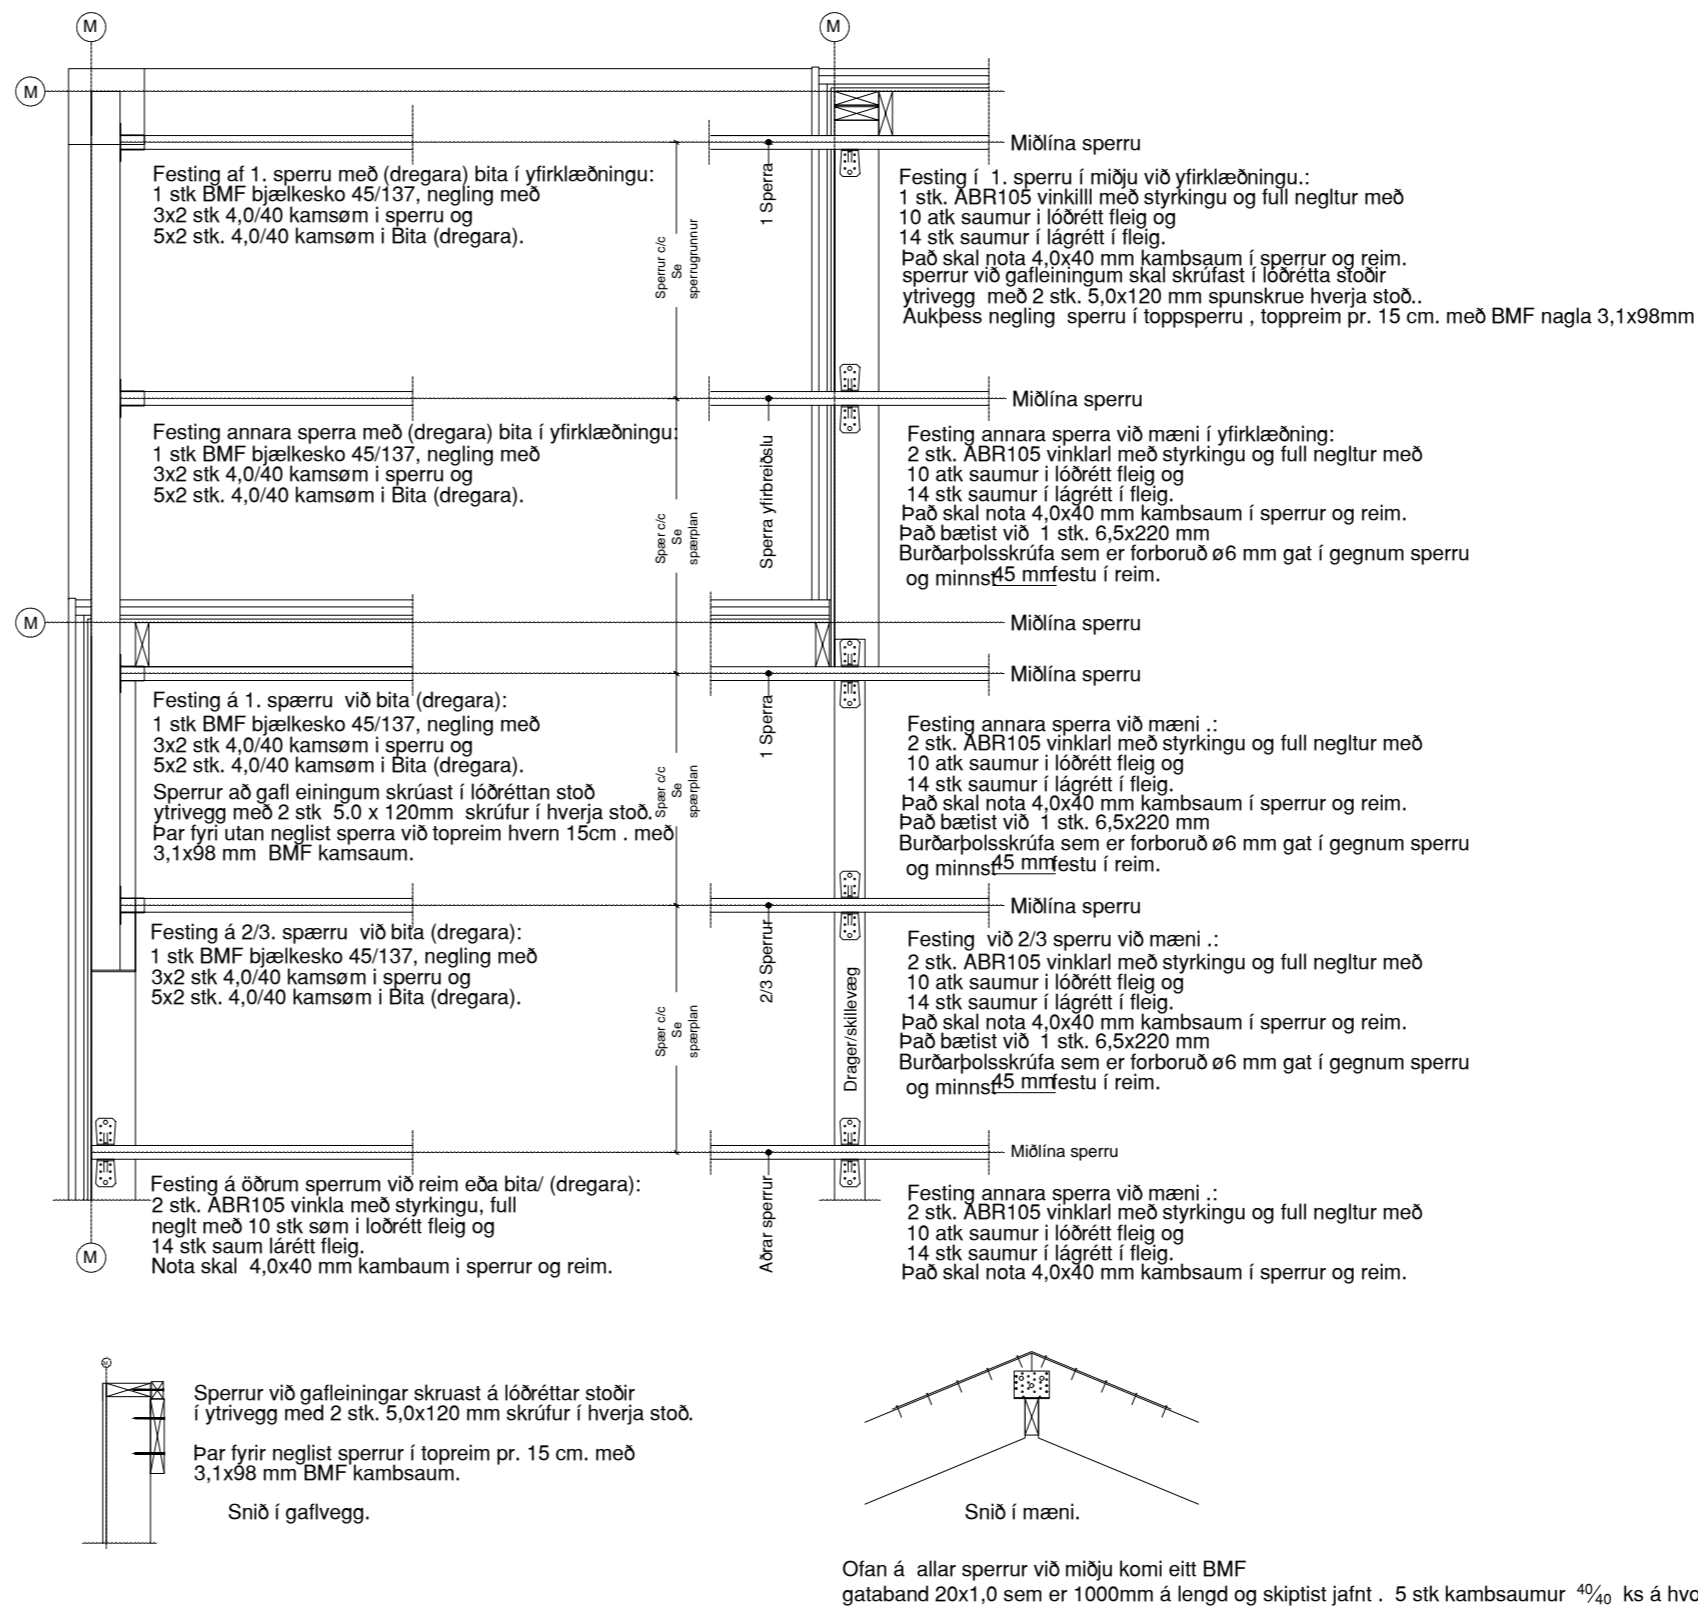 M
M
M
Miðlína sperru
Festing af 1. sperru með (dregara) bita í yfirklæðningu:
1 stk BMF bjælkesko 45/137, negling með
3x2 stk 4,0/40 kamsøm i sperru og
5x2 stk. 4,0/40 kamsøm i Bita (dregara).
Sperrur c/c
Se
sperrugrunnur
1 Sperra
Festing í 1. sperru í miðju við yfirklæðningu.:
1 stk. ABR105 vinkilll með styrkingu og full negltur með
10 atk saumur i lóðrétt fleig og
14 stk saumur í lágrétt í fleig.
Það skal nota 4,0x40 mm kambsaum í sperrur og reim.
sperrur við gafleiningum skal skrúfast í lóðrétta stoðir
ytrivegg með 2 stk. 5,0x120 mm spunskrue hverja stoð..
Aukþess negling sperru í toppsperru , toppreim pr. 15 cm. með BMF nagla 3,1x98mm
Miðlína sperru
Festing annara sperra með (dregara) bita í yfirklæðningu:
1 stk BMF bjælkesko 45/137, negling með
3x2 stk 4,0/40 kamsøm i sperru og
5x2 stk. 4,0/40 kamsøm i Bita (dregara).
Spær c/c
Se
spærplan
Sperra yfirbreiðslu
Festing annara sperra við mæni í yfirklæðning:
2 stk. ABR105 vinklarl með styrkingu og full negltur með
10 atk saumur i lóðrétt fleig og
14 stk saumur í lágrétt í fleig.
Það skal nota 4,0x40 mm kambsaum í sperrur og reim.
Það bætist við 1 stk. 6,5x220 mm
Burðarþolsskrúfa sem er forboruð ø6 mm gat í gegnum sperru
og minnst 45 mm festu í reim.
M
Miðlína sperru
Miðlína sperru
Festing á 1. spærru við bita (dregara):
1 stk BMF bjælkesko 45/137, negling með
3x2 stk 4,0/40 kamsøm i sperru og
5x2 stk. 4,0/40 kamsøm i Bita (dregara).
Sperrur að gafl einingum skrúast í lóðréttan stoð
ytrivegg með 2 stk 5.0 x 120mm skrúfur í hverja stoð.
Þar fyri utan neglist sperra við topreim hvern 15cm . með
3,1x98 mm BMF kamsaum.
Spær c/c
Se
spærplan
1 Sperra
Festing annara sperra við mæni .:
2 stk. ABR105 vinklarl með styrkingu og full negltur með
10 atk saumur i lóðrétt fleig og
14 stk saumur í lágrétt í fleig.
Það skal nota 4,0x40 mm kambsaum í sperrur og reim.
Það bætist við 1 stk. 6,5x220 mm
Burðarþolsskrúfa sem er forboruð ø6 mm gat í gegnum sperru
og minnst 45 mm festu í reim.
Miðlína sperru
Festing á 2/3. spærru við bita (dregara):
1 stk BMF bjælkesko 45/137, negling með
3x2 stk 4,0/40 kamsøm i sperru og
5x2 stk. 4,0/40 kamsøm i Bita (dregara).
Spær c/c
Se
spærplan
2/3 Sperrur
Drager/skillevæg
Festing við 2/3 sperru við mæni .:
2 stk. ABR105 vinklarl með styrkingu og full negltur með
10 atk saumur i lóðrétt fleig og
14 stk saumur í lágrétt í fleig.
Það skal nota 4,0x40 mm kambsaum í sperrur og reim.
Það bætist við 1 stk. 6,5x220 mm
Burðarþolsskrúfa sem er forboruð ø6 mm gat í gegnum sperru
og minnst 45 mm festu í reim.
Miðlína sperru
Festing á öðrum sperrum við reim eða bita/ (dregara):
2 stk. ABR105 vinkla með styrkingu, full
neglt með 10 stk søm i loðrétt fleig og
14 stk saum lárétt fleig.
Nota skal 4,0x40 mm kambaum i sperrur og reim.
M
Aðrar sperrur
Festing annara sperra við mæni .:
2 stk. ABR105 vinklarl með styrkingu og full negltur með
10 atk saumur i lóðrétt fleig og
14 stk saumur í lágrétt í fleig.
Það skal nota 4,0x40 mm kambsaum í sperrur og reim.
Sperrur við gafleiningar skruast á lóðréttar stoðir
í ytrivegg med 2 stk. 5,0x120 mm skrúfur í hverja stoð.
Þar fyrir neglist sperrur í topreim pr. 15 cm. með
3,1x98 mm BMF kambsaum.
Snið í gaflvegg.
Snið í mæni.
Ofan á allar sperrur við miðju komi eitt BMF
gataband 20x1,0 sem er 1000mm á lengd og skiptist jafnt . 5 stk kambsaumur 40/40 ks á hvo